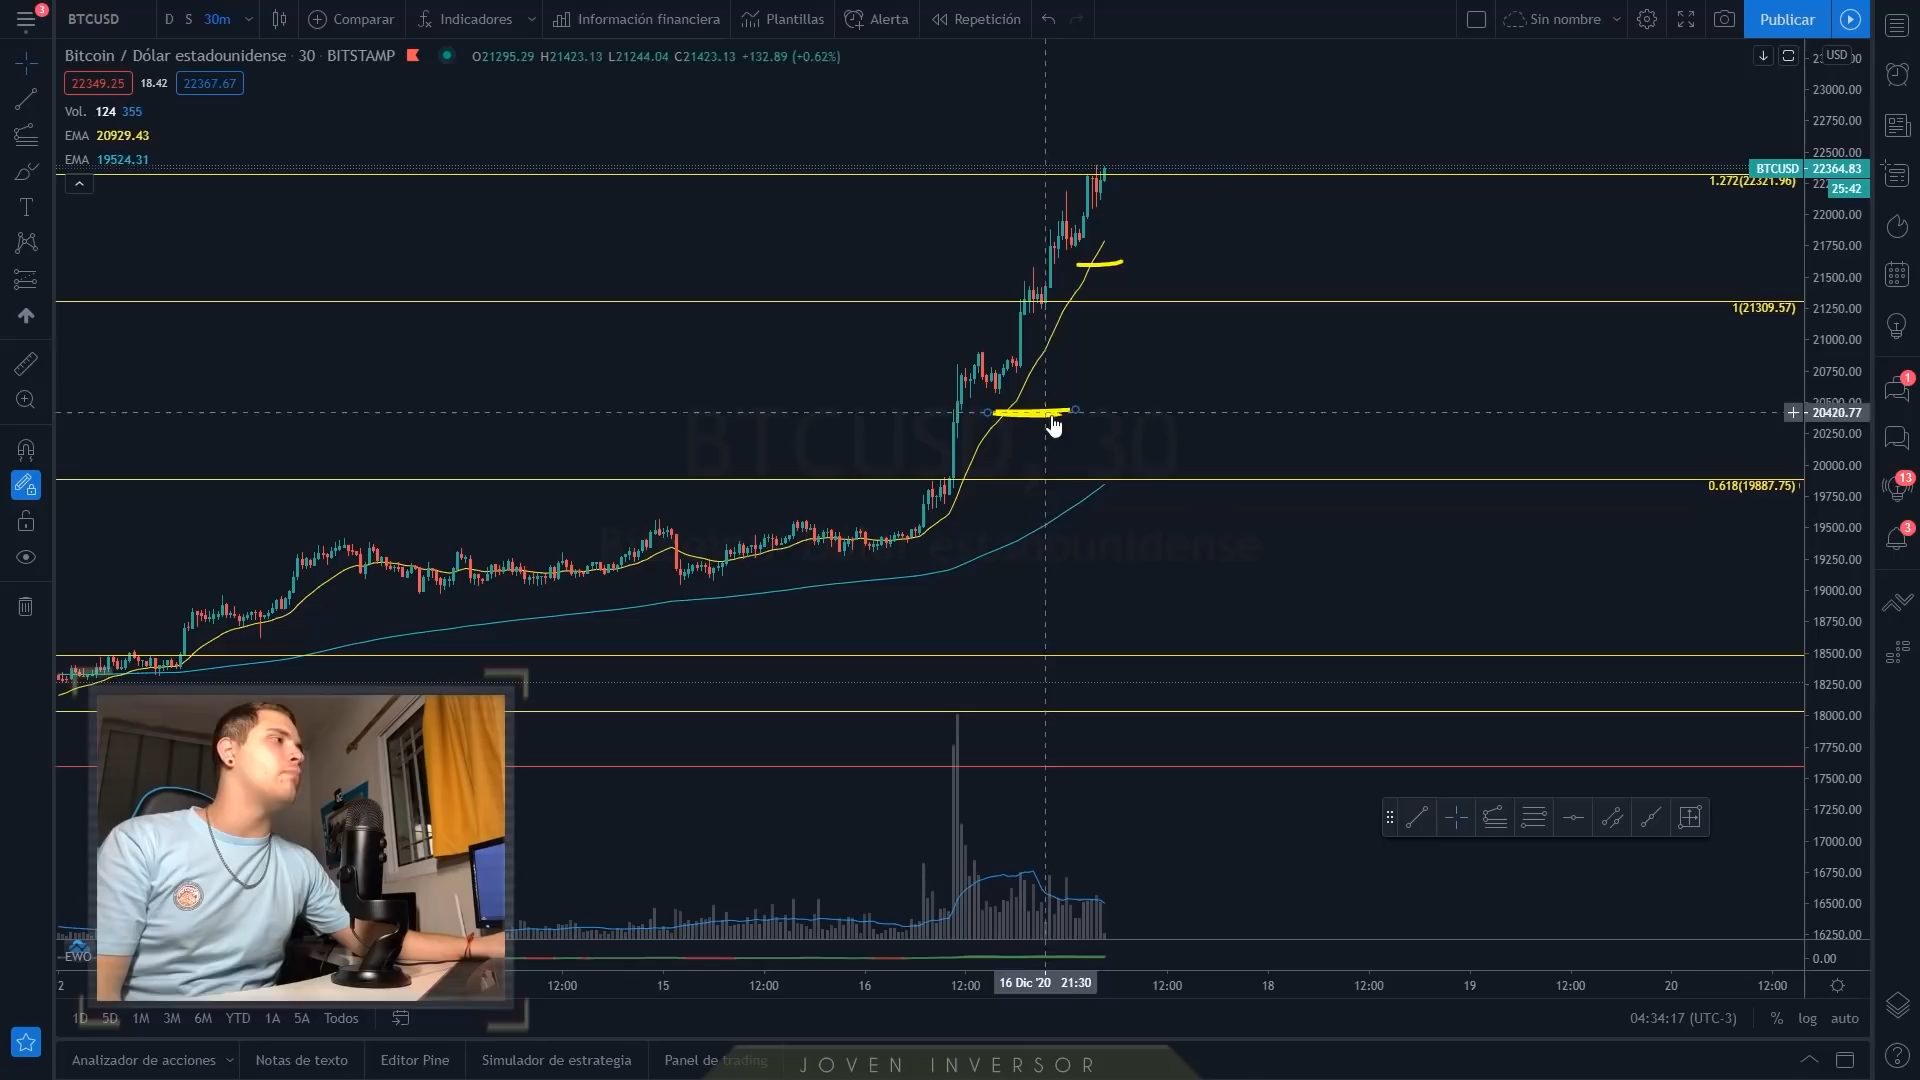 3
BTCUSD D S 30m Comparar Indicadores Información financiera Plantillas Alerta Repetición Sin nombre Publicar
Bitcoin / Dólar estadounidense · 30 · BITSTAMP O21295.29 H21423.13 L21244.04 C21423.13 +132.89 (+0.62%)
USD
22349.25 18.42 22367.67
Vol. 124 355
EMA 20929.43
EMA 19524.31
23000.00
22750.00
22500.00
BTCUSD 22364.83
1.272(22321.96)
25:42
22000.00
21750.00
21500.00
1(21309.57)
21250.00
21000.00
20750.00
20420.77
BTCUSD, 30
20250.00
20000.00
0.618(19887.75)
19750.00
19500.00
19250.00
19000.00
18750.00
18500.00
18250.00
18000.00
17750.00
17500.00
17250.00
17000.00
16750.00
16500.00
16250.00
EWO
0.00
1
13
3
2 12:00 15 12:00 16 12:00 16 Dic '20 21:30 12:00 18 12:00 19 12:00 20 12:00
1D 5D 1M 3M 6M YTD 1A 5A Todos 04:34:17 (UTC-3) % log auto
Analizador de acciones Notas de texto Editor Pine Simulador de estrategia Panel de trading
JOVEN INVERSOR